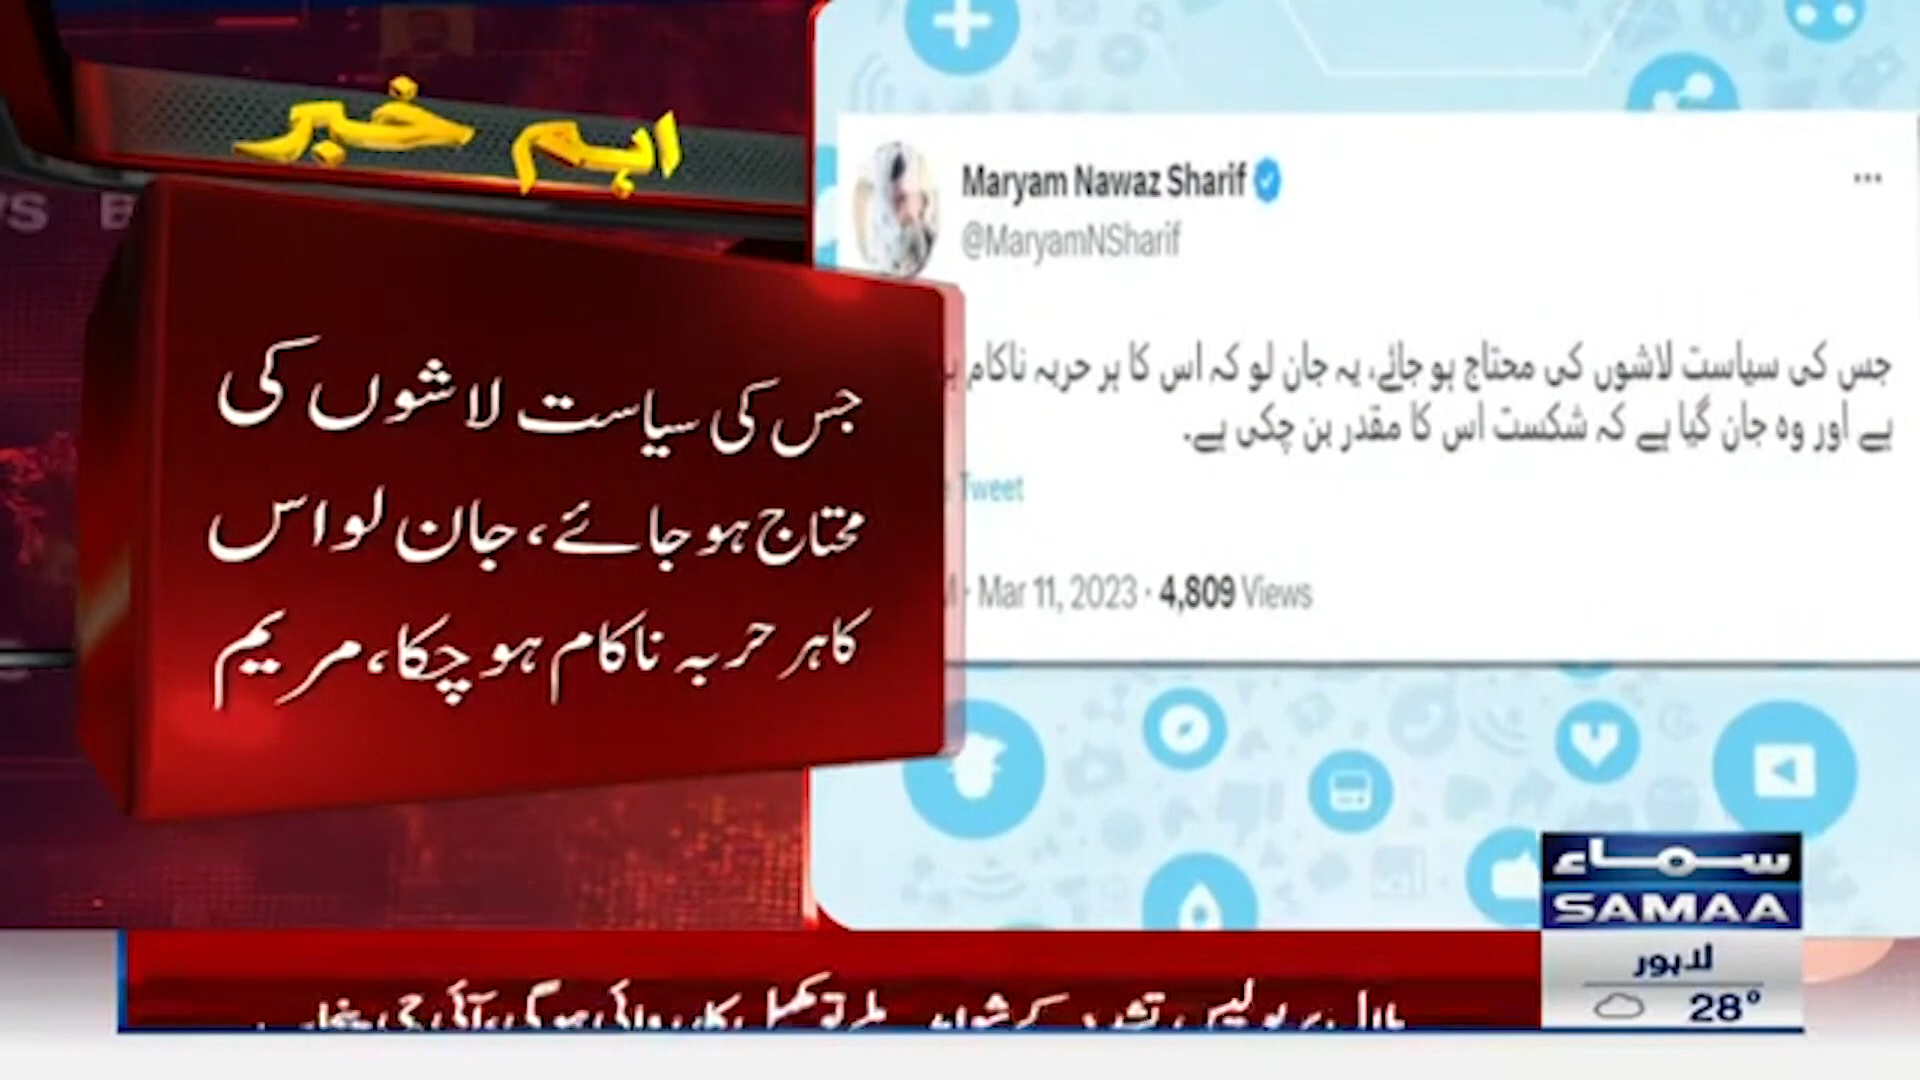 اہم خبر
جس کی سیاست لاشوں کی
محتاج ہو جائے، جان لو اس
کا ہر حربہ ناکام ہو چکا، مریم
Maryam Nawaz Sharif
@MaryamNSharif
جس کی سیاست لاشوں کی محتاج ہو جائے، یہ جان لو کہ اس کا ہر حربہ ناکام
ہے اور وہ جان گیا ہے کہ شکست اس کا مقدر بن چکی ہے۔
Tweet
Mar 11, 2023 · 4,809 Views
سماء
SAMAA
لاہور
28°